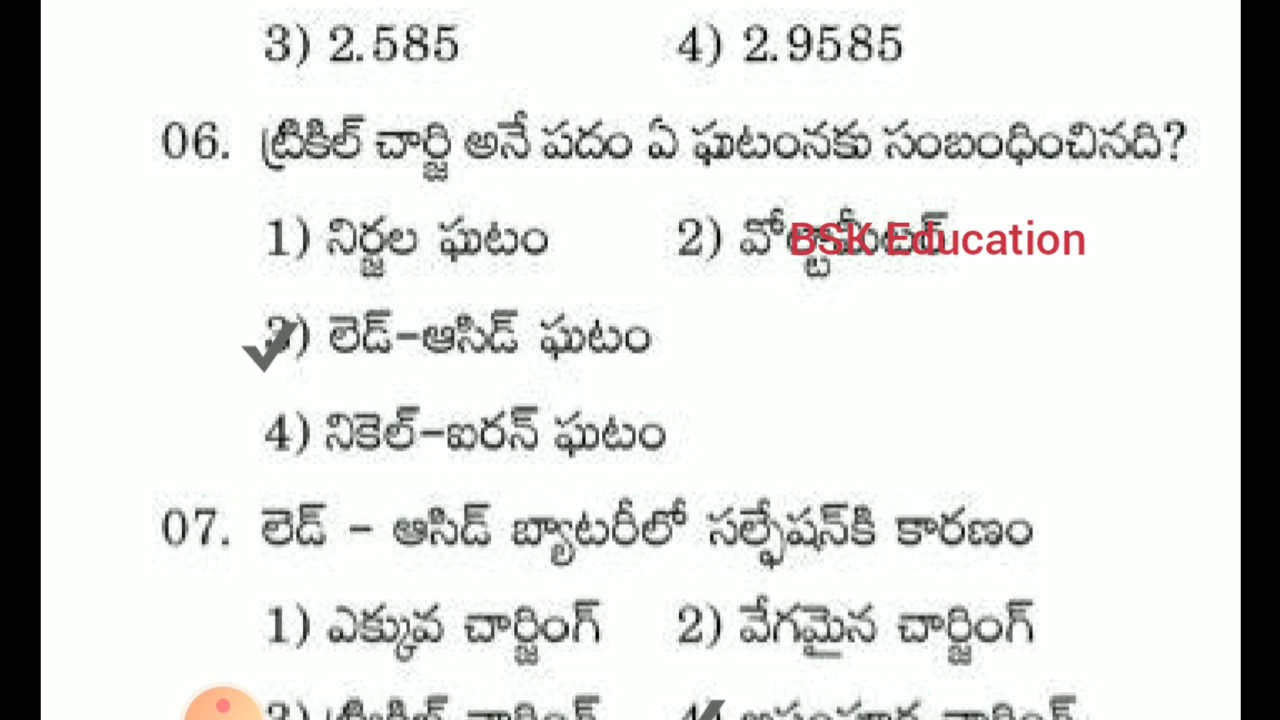 3) 2.585 4) 2.9585
06. ట్రికిల్ చార్జి అనే పదం ఏ ఘటంనకు సంబంధించినది?
1) నిర్జల ఘటం 2) BSK Education
3) లెడ్-ఆసిడ్ ఘటం
4) నికెల్-ఐరన్ ఘటం
07. లెడ్ - ఆసిడ్ బ్యాటరీలో సల్ఫేషన్‌కి కారణం
1) ఎక్కువ చార్జింగ్ 2) వేగమైన చార్జింగ్